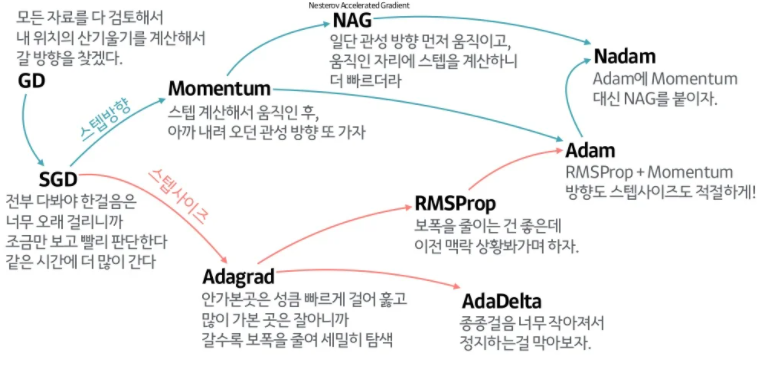 모든 자료를 다 검토해서
내 위치의 산기울기를 계산해서
갈 방향을 찾겠다.
GD
Nesterov Accelerated Gradient
NAG
일단 관성 방향 먼저 움직이고,
움직인 자리에 스텝을 계산하니
더 빠르더라
Nadam
Adam에 Momentum
대신 NAG를 붙이자.
Momentum
스텝 계산해서 움직인 후,
아까 내려 오던 관성 방향 또 가자
스텝방향
Adam
RMSProp + Momentum
방향도 스텝사이즈도 적절하게!
SGD
전부 다봐야 한걸음은
너무 오래 걸리니까
조금만 보고 빨리 판단한다
같은 시간에 더 많이 간다
스텝사이즈
RMSProp
보폭을 줄이는 건 좋은데
이전 맥락 상황봐가며 하자.
Adagrad
안가본곳은 성큼 빠르게 걸어 훓고
많이 가본 곳은 잘아니까
갈수록 보폭을 줄여 세밀히 탐색
AdaDelta
종종걸음 너무 작아져서
정지하는걸 막아보자.